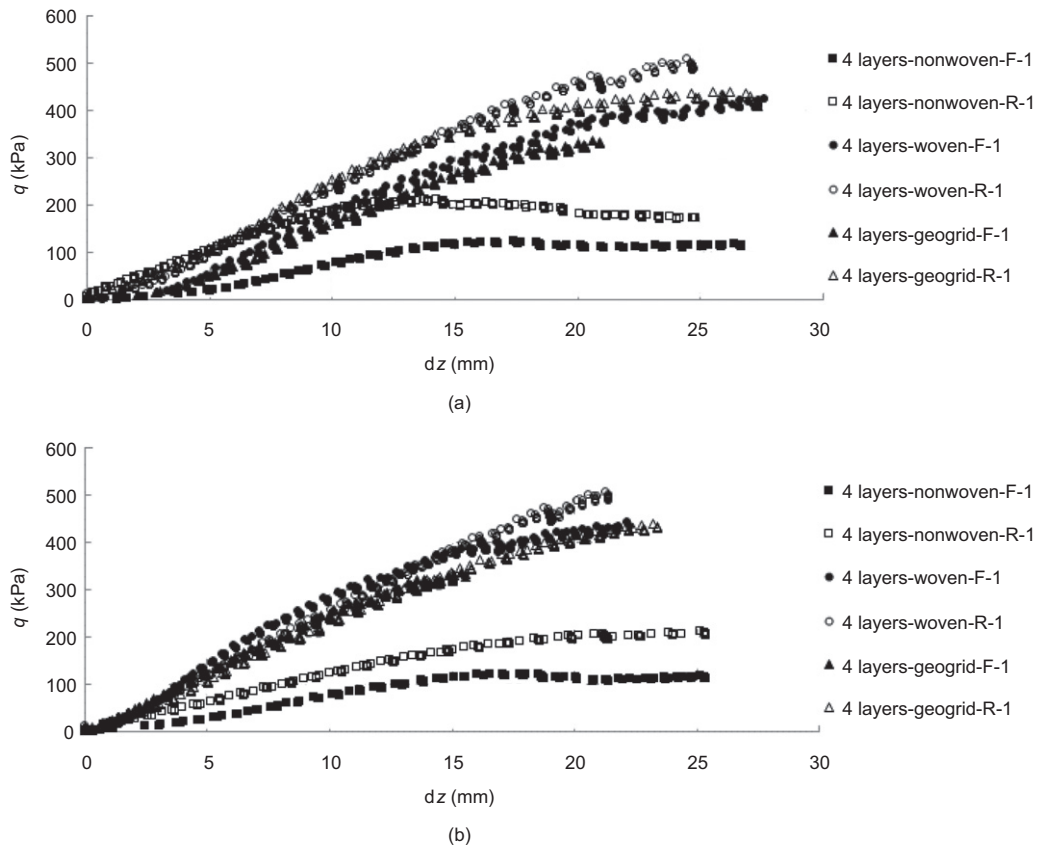 600
500
400
300
200
100
0
q (kPa)
0 5 10 15 20 25 30
dz (mm)
4 layers-nonwoven-F-1
4 layers-nonwoven-R-1
4 layers-woven-F-1
4 layers-woven-R-1
4 layers-geogrid-F-1
4 layers-geogrid-R-1
(a)
600
500
400
300
200
100
0
q (kPa)
0 5 10 15 20 25 30
dz (mm)
4 layers-nonwoven-F-1
4 layers-nonwoven-R-1
4 layers-woven-F-1
4 layers-woven-R-1
4 layers-geogrid-F-1
4 layers-geogrid-R-1
(b)